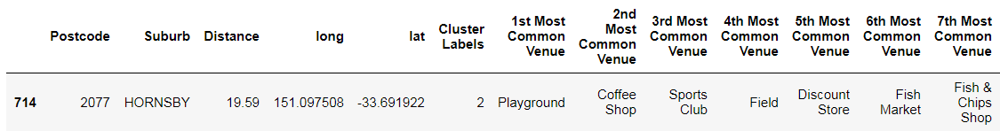 Postcode Suburb Distance long lat Cluster Labels 1st Most Common Venue 2nd Most Common Venue 3rd Most Common Venue 4th Most Common Venue 5th Most Common Venue 6th Most Common Venue 7th Most Common Venue
714 2077 HORNSBY 19.59 151.097508 -33.691922 2 Playground Coffee Shop Sports Club Field Discount Store Fish Market Fish & Chips Shop